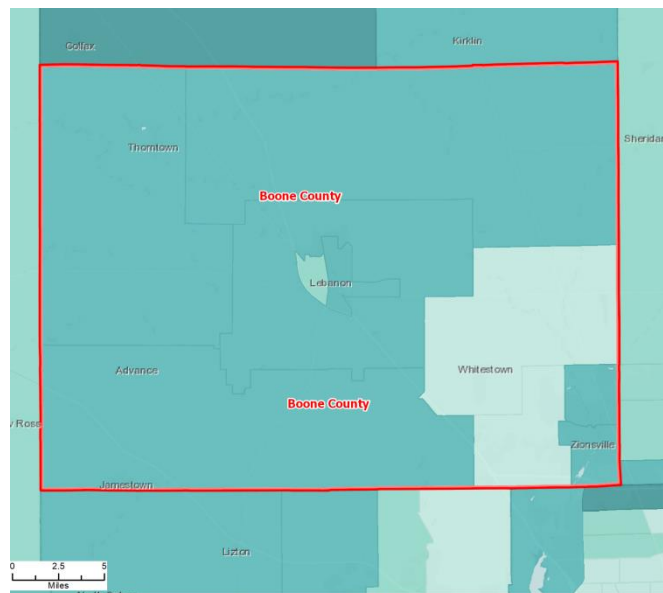 Colfax
Kirklin
Thorntown
Sheridan
Boone County
Lebanon
Advance
Whitestown
Boone County
Ross
Zionsville
Jamestown
Lizton
0 2.5 5
Miles